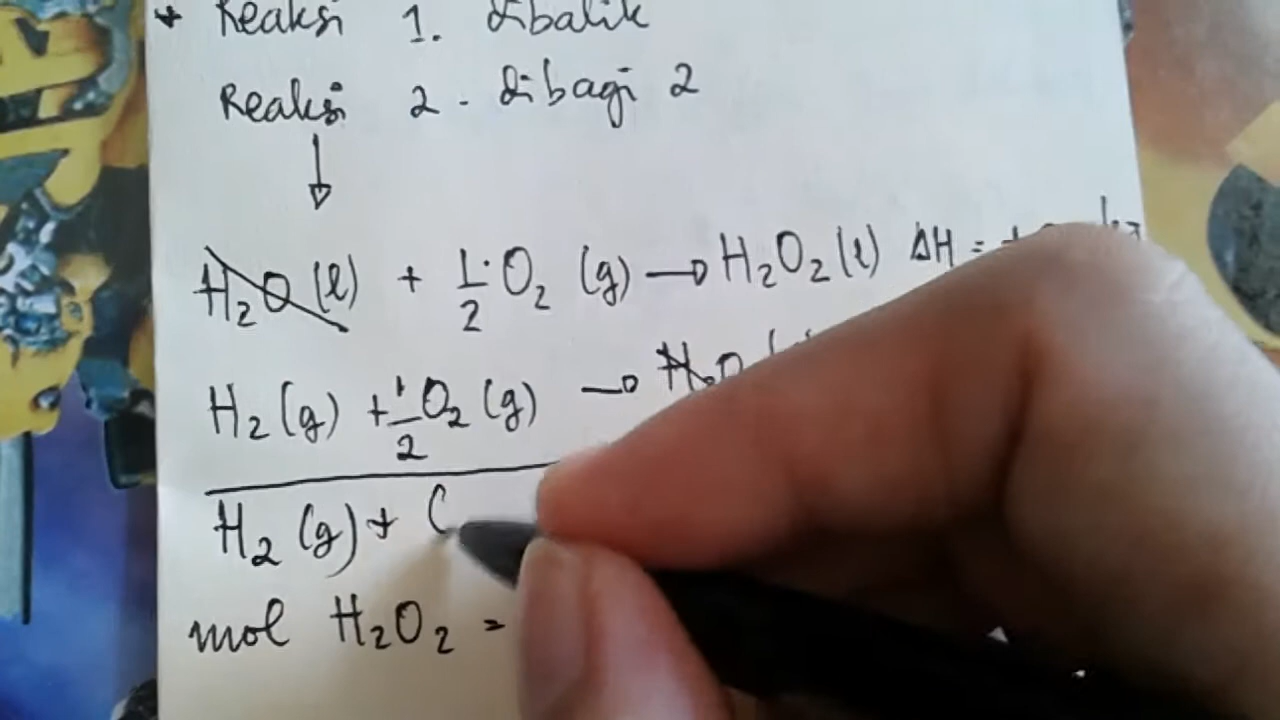 * Reaksi 1. dibalik
Reaksi 2. dibagi 2
↓
H₂O (l) + 1/2 · O₂ (g) → H₂O₂ (l) ΔH = +
H₂ (g) + 1/2 O₂ (g) → H₂O
H₂ (g) +
mol H₂O₂ =